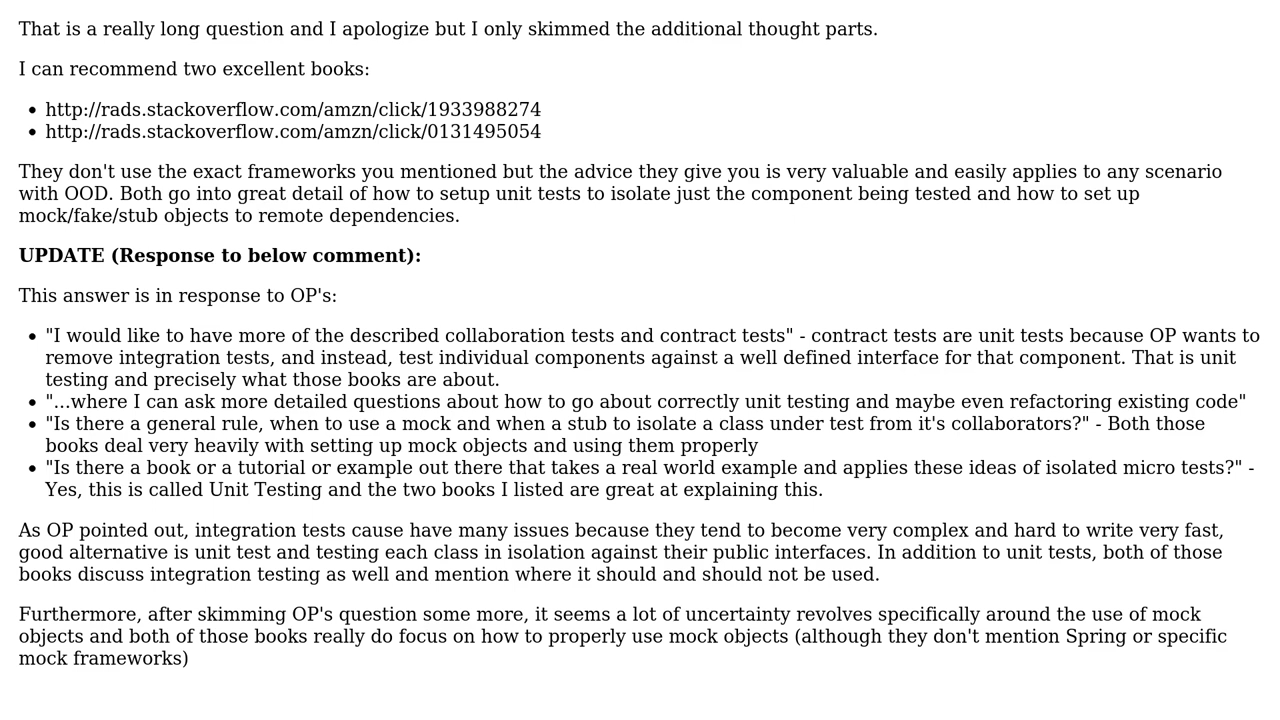 That is a really long question and I apologize but I only skimmed the additional thought parts.
I can recommend two excellent books:
• http://rads.stackoverflow.com/amzn/click/1933988274
• http://rads.stackoverflow.com/amzn/click/0131495054
They don't use the exact frameworks you mentioned but the advice they give you is very valuable and easily applies to any scenario
with OOD. Both go into great detail of how to setup unit tests to isolate just the component being tested and how to set up
mock/fake/stub objects to remote dependencies.
UPDATE (Response to below comment):
This answer is in response to OP's:
• "I would like to have more of the described collaboration tests and contract tests" - contract tests are unit tests because OP wants to
remove integration tests, and instead, test individual components against a well defined interface for that component. That is unit
testing and precisely what those books are about.
• "...where I can ask more detailed questions about how to go about correctly unit testing and maybe even refactoring existing code"
• "Is there a general rule, when to use a mock and when a stub to isolate a class under test from it's collaborators?" - Both those
books deal very heavily with setting up mock objects and using them properly
• "Is there a book or a tutorial or example out there that takes a real world example and applies these ideas of isolated micro tests?" -
Yes, this is called Unit Testing and the two books I listed are great at explaining this.
As OP pointed out, integration tests cause have many issues because they tend to become very complex and hard to write very fast,
good alternative is unit test and testing each class in isolation against their public interfaces. In addition to unit tests, both of those
books discuss integration testing as well and mention where it should and should not be used.
Furthermore, after skimming OP's question some more, it seems a lot of uncertainty revolves specifically around the use of mock
objects and both of those books really do focus on how to properly use mock objects (although they don't mention Spring or specific
mock frameworks)